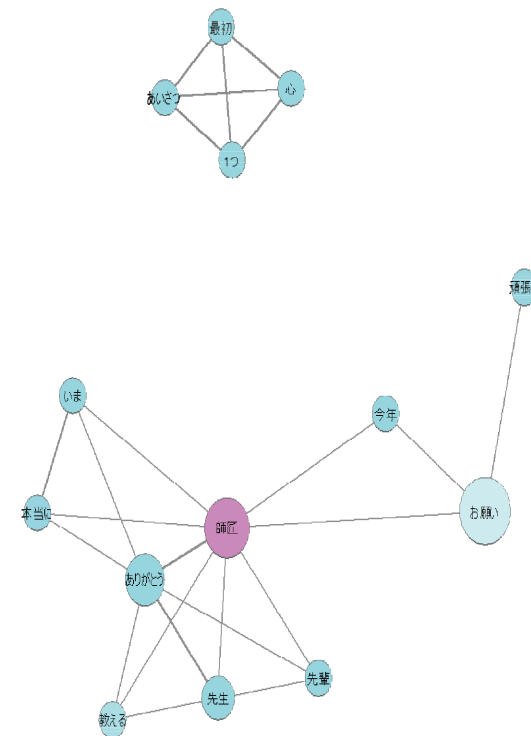 最初
心
あいさつ
1つ
頑張
いま
今年
本当に
師匠
お願い
ありがとう
先輩
先生
教える